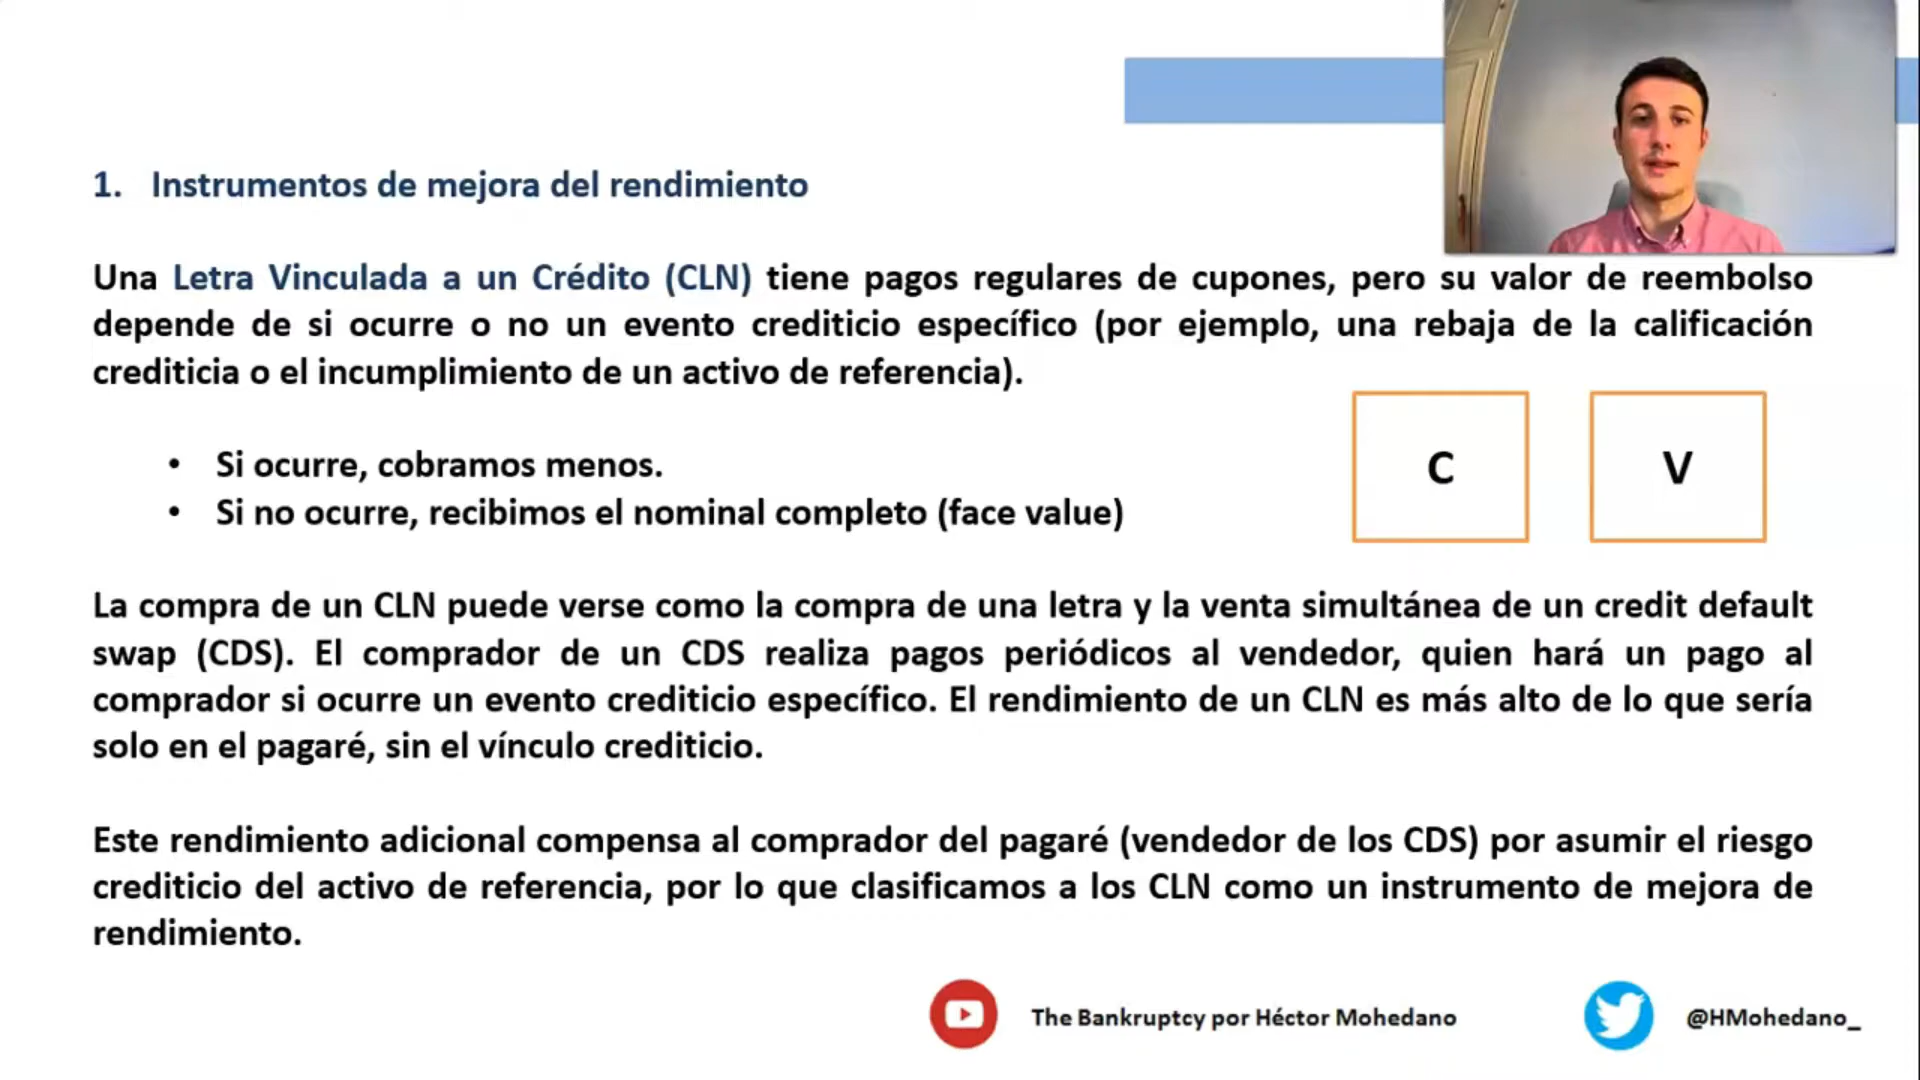 1. Instrumentos de mejora del rendimiento
Una Letra Vinculada a un Crédito (CLN) tiene pagos regulares de cupones, pero su valor de reembolso
depende de si ocurre o no un evento crediticio específico (por ejemplo, una rebaja de la calificación
crediticia o el incumplimiento de un activo de referencia).
• Si ocurre, cobramos menos.
• Si no ocurre, recibimos el nominal completo (face value)
C
V
La compra de un CLN puede verse como la compra de una letra y la venta simultánea de un credit default
swap (CDS). El comprador de un CDS realiza pagos periódicos al vendedor, quien hará un pago al
comprador si ocurre un evento crediticio específico. El rendimiento de un CLN es más alto de lo que sería
solo en el pagaré, sin el vínculo crediticio.
Este rendimiento adicional compensa al comprador del pagaré (vendedor de los CDS) por asumir el riesgo
crediticio del activo de referencia, por lo que clasificamos a los CLN como un instrumento de mejora de
rendimiento.
The Bankruptcy por Héctor Mohedano
@HMohedano_